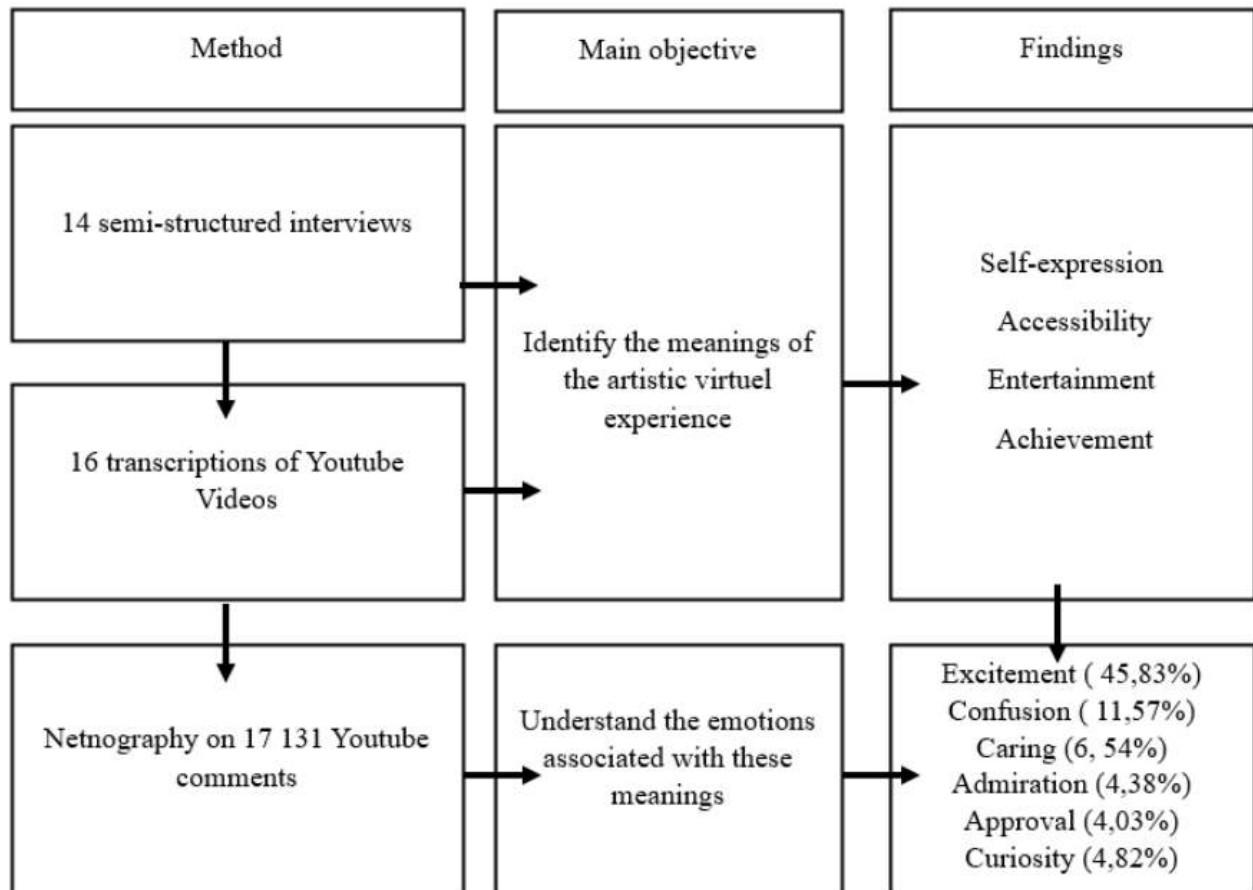 Method
Main objective
Findings
14 semi-structured interviews
16 transcriptions of Youtube
Videos
Identify the meanings of
the artistic virtuel
experience
Self-expression
Accessibility
Entertainment
Achievement
Netnography on 17 131 Youtube
comments
Understand the emotions
associated with these
meanings
Excitement ( 45,83%)
Confusion ( 11,57%)
Caring (6, 54%)
Admiration (4,38%)
Approval (4,03%)
Curiosity (4,82%)